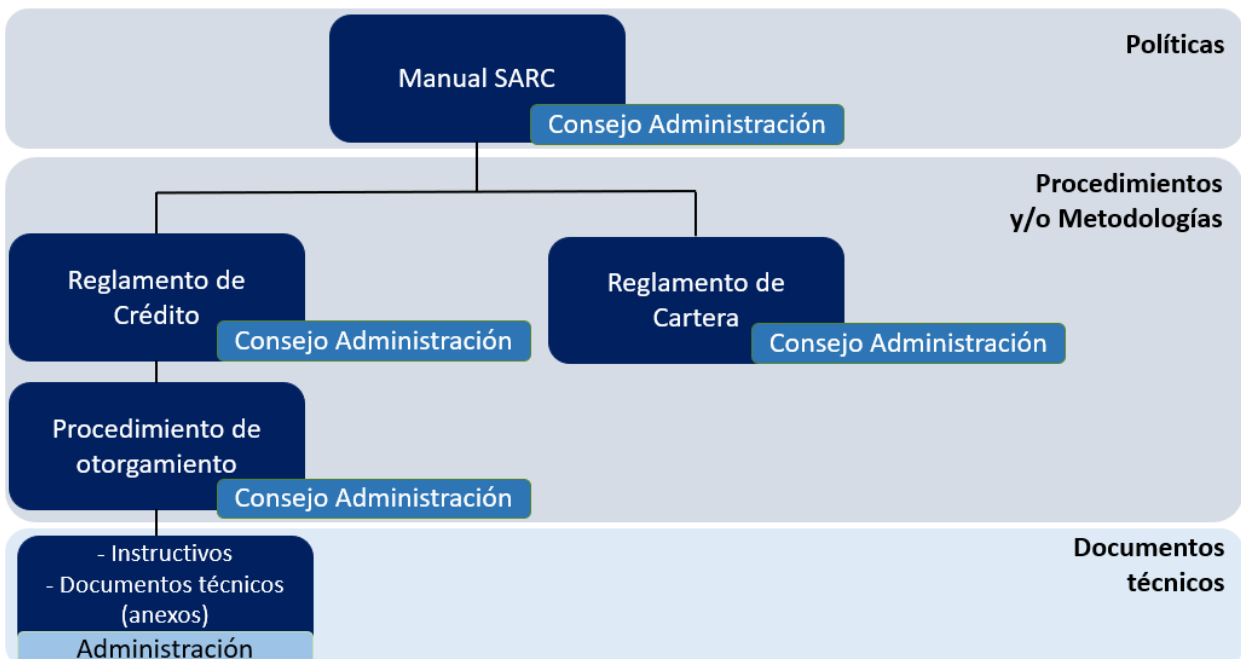 Políticas
Manual SARC
Consejo Administración
Procedimientos
y/o Metodologías
Reglamento de
Crédito
Consejo Administración
Reglamento de
Cartera
Consejo Administración
Procedimiento de
otorgamiento
Consejo Administración
Documentos
técnicos
- Instructivos
- Documentos técnicos
(anexos)
Administración